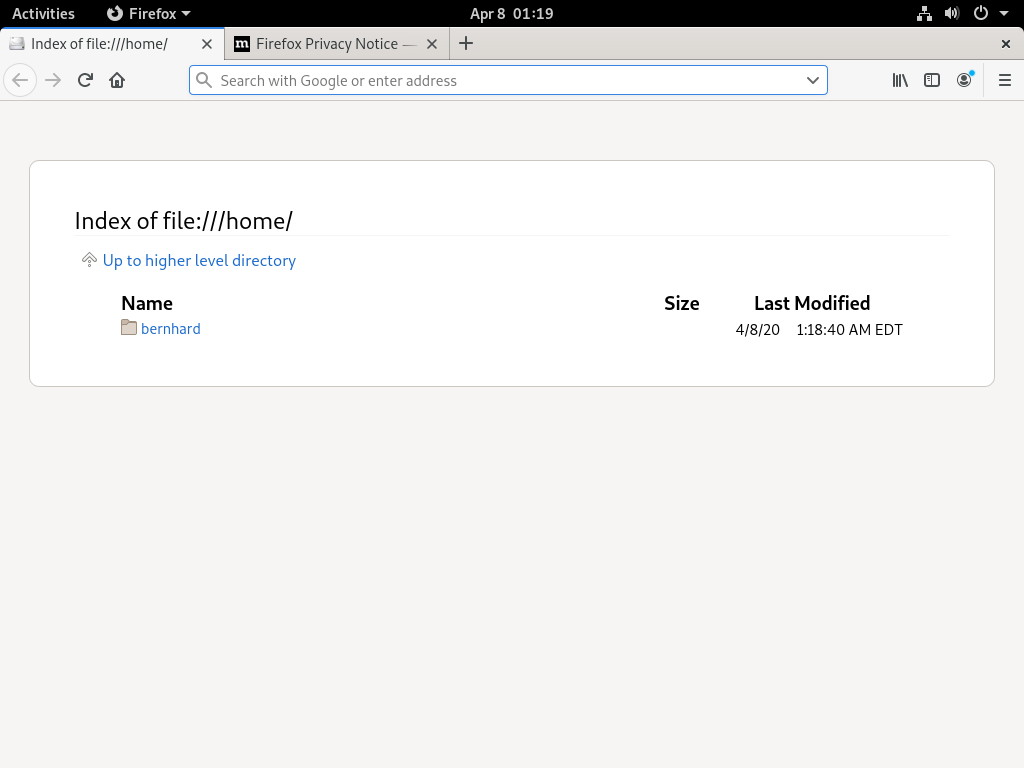 Activities Firefox Apr 8 01:19
Index of file:///home/ Firefox Privacy Notice —
Search with Google or enter address
Index of file:///home/
Up to higher level directory
Name Size Last Modified
bernhard 4/8/20 1:18:40 AM EDT